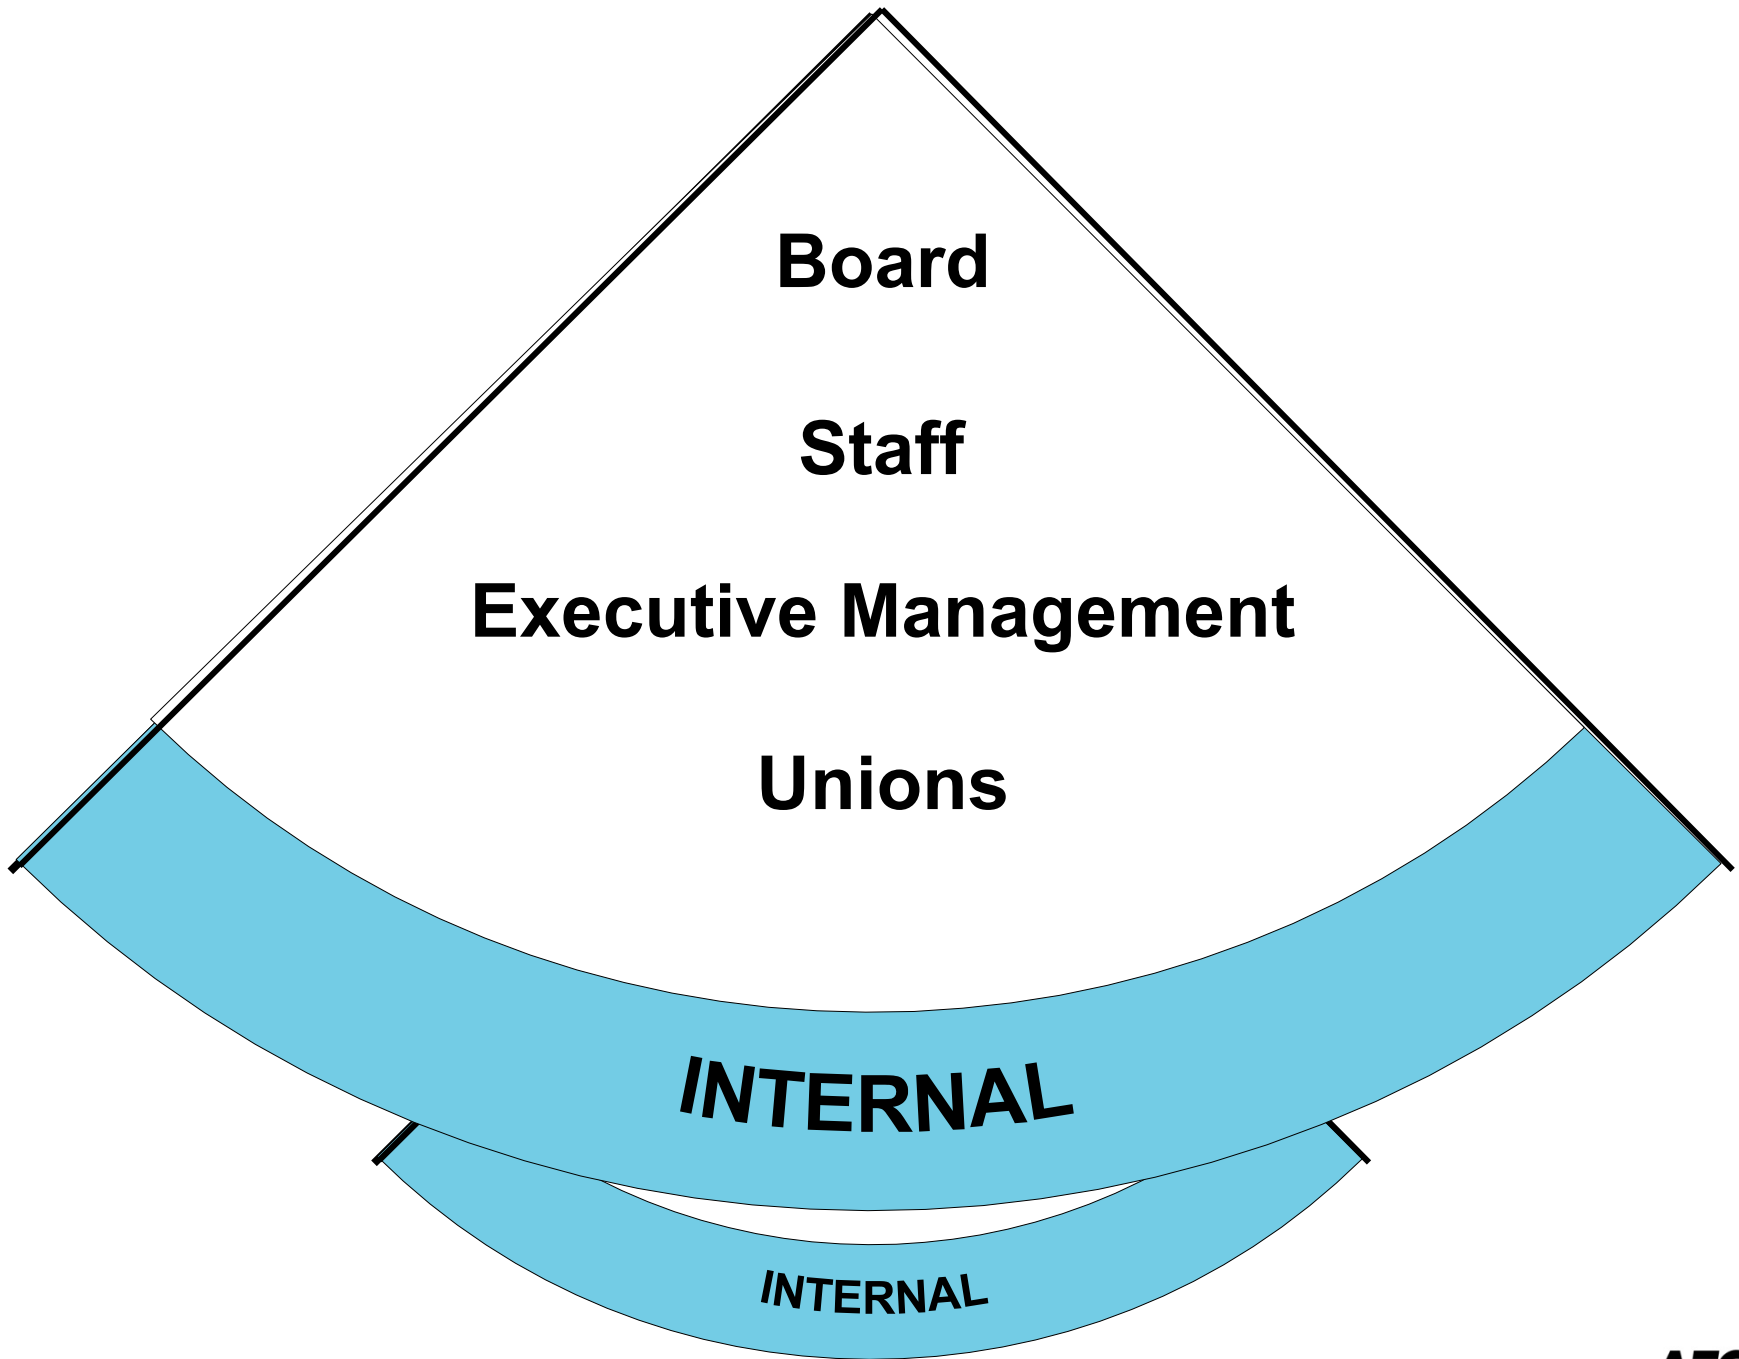 Board
Staff
Executive Management
Unions
INTERNAL
INTERNAL